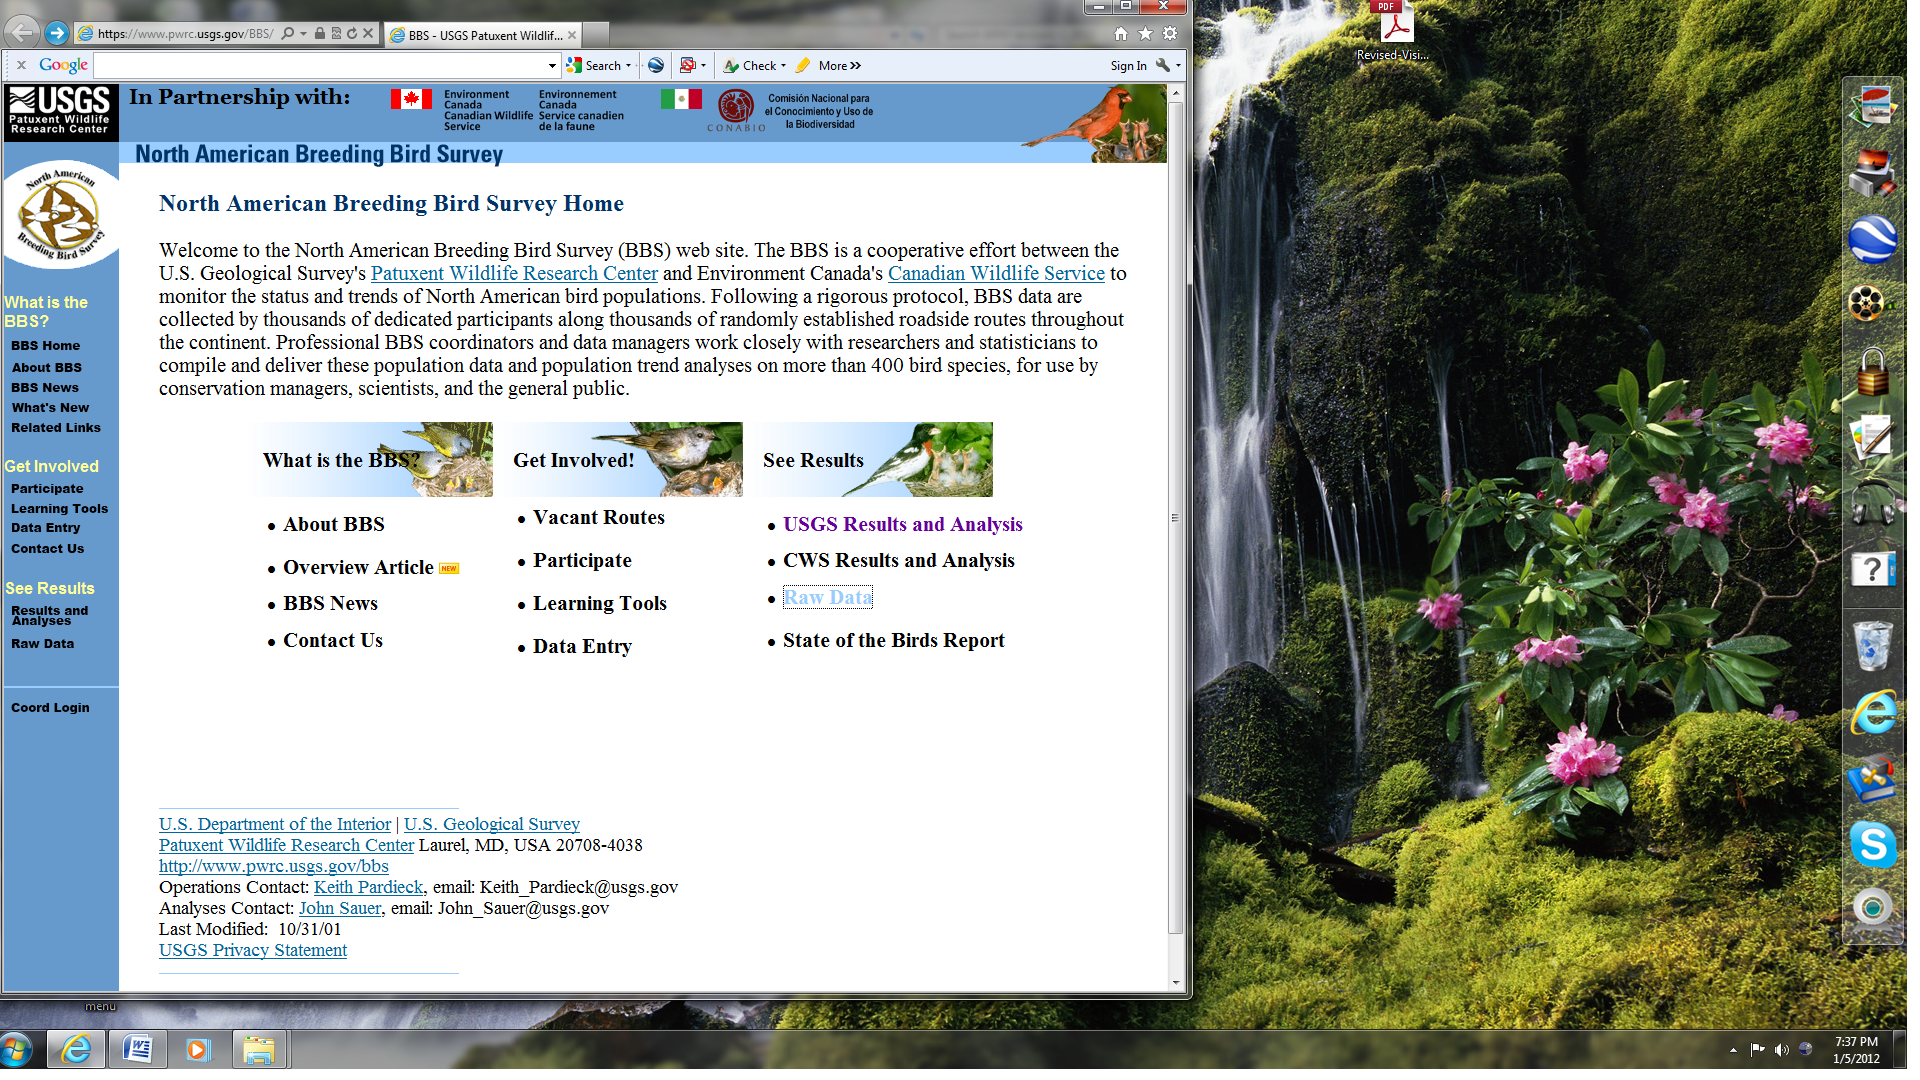 https://www.pwrc.usgs.gov/BBS/
BBS - USGS Patuxent Wildlif...
x Google Search Check More >> Sign In
USGS
Patuxent Wildlife
Research Center
In Partnership with:
Environment
Canada
Canadian Wildlife
Service
Environnement
Canada
Service canadien
de la faune
CONABIO
Comisión Nacional para
el Conocimiento y Uso de
la Biodiversidad
North American Breeding Bird Survey
North American
Breeding Bird Survey
What is the
BBS?
BBS Home
About BBS
BBS News
What's New
Related Links
Get Involved
Participate
Learning Tools
Data Entry
Contact Us
See Results
Results and
Analyses
Raw Data
Coord Login
North American Breeding Bird Survey Home
Welcome to the North American Breeding Bird Survey (BBS) web site. The BBS is a cooperative effort between the
U.S. Geological Survey's Patuxent Wildlife Research Center and Environment Canada's Canadian Wildlife Service to
monitor the status and trends of North American bird populations. Following a rigorous protocol, BBS data are
collected by thousands of dedicated participants along thousands of randomly established roadside routes throughout
the continent. Professional BBS coordinators and data managers work closely with researchers and statisticians to
compile and deliver these population data and population trend analyses on more than 400 bird species, for use by
conservation managers, scientists, and the general public.
What is the BBS?
• About BBS
• Overview Article NEW
• BBS News
• Contact Us
Get Involved!
• Vacant Routes
• Participate
• Learning Tools
• Data Entry
See Results
• USGS Results and Analysis
• CWS Results and Analysis
• Raw Data
• State of the Birds Report
U.S. Department of the Interior | U.S. Geological Survey
Patuxent Wildlife Research Center Laurel, MD, USA 20708-4038
http://www.pwrc.usgs.gov/bbs
Operations Contact: Keith Pardieck, email: Keith_Pardieck@usgs.gov
Analyses Contact: John Sauer, email: John_Sauer@usgs.gov
Last Modified: 10/31/01
USGS Privacy Statement
PDF
Revised-Visi...
menu
7:37 PM
1/5/2012